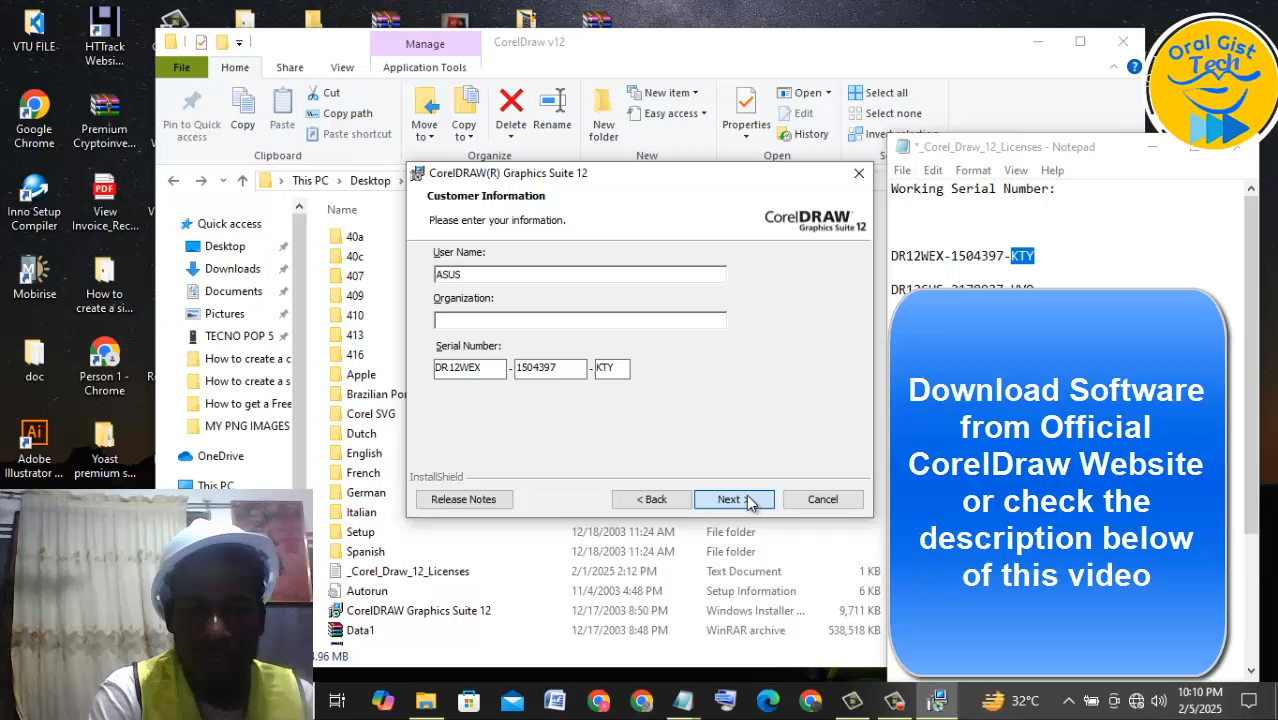 VTU FILE
HTTrack
Websi...
Google
Chrome
Premium
Cryptoinve...
Inno Setup
Compiler
View
Invoice_Rec...
Mobirise
How to
create a si...
doc
Person 1 -
Chrome
Adobe
Illustrator ...
Yoast
premium s...
Manage
CorelDraw v12
File
Home
Share
View
Application Tools
Pin to Quick
access
Copy
Paste
Cut
Copy path
Paste shortcut
Clipboard
Move
to
Copy
to
Delete
Rename
Organize
New
folder
New item
Easy access
New
Properties
Open
Edit
History
Open
Select all
Select none
Invert selection
This PC
Desktop
Quick access
Desktop
Downloads
Documents
Pictures
TECNO POP 5
How to create a c
How to create a s
How to get a Free
MY PNG IMAGES
OneDrive
This PC
Name
40a
40c
407
409
410
413
416
Apple
Brazilian Por
Corel SVG
Dutch
English
French
German
Italian
Setup 12/18/2003 11:24 AM File folder
Spanish 12/18/2003 11:24 AM File folder
_Corel_Draw_12_Licenses 2/1/2025 2:12 PM Text Document 1 KB
Autorun 11/4/2003 4:48 PM Setup Information 6 KB
CorelDRAW Graphics Suite 12 12/17/2003 8:50 PM Windows Installer ... 9,711 KB
Data1 12/17/2003 8:48 PM WinRAR archive 538,518 KB
4.96 MB
CorelDRAW(R) Graphics Suite 12
Customer Information
Please enter your information.
CorelDRAW
Graphics Suite 12
User Name:
ASUS
Organization:
Serial Number:
DR12WEX - 1504397 - KTY
InstallShield
Release Notes
< Back
Next >
Cancel
*_Corel_Draw_12_Licenses - Notepad
File Edit Format View Help
Working Serial Number:
DR12WEX-1504397-KTY
Oral Gist
Tech
Download Software
from Official
CorelDraw Website
or check the
description below
of this video
32°C
10:10 PM
2/5/2025